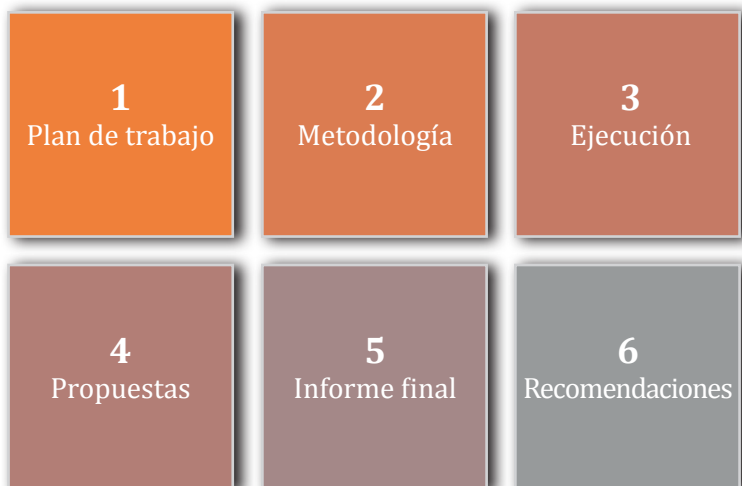 1
Plan de trabajo
2
Metodología
3
Ejecución
4
Propuestas
5
Informe final
6
Recomendaciones